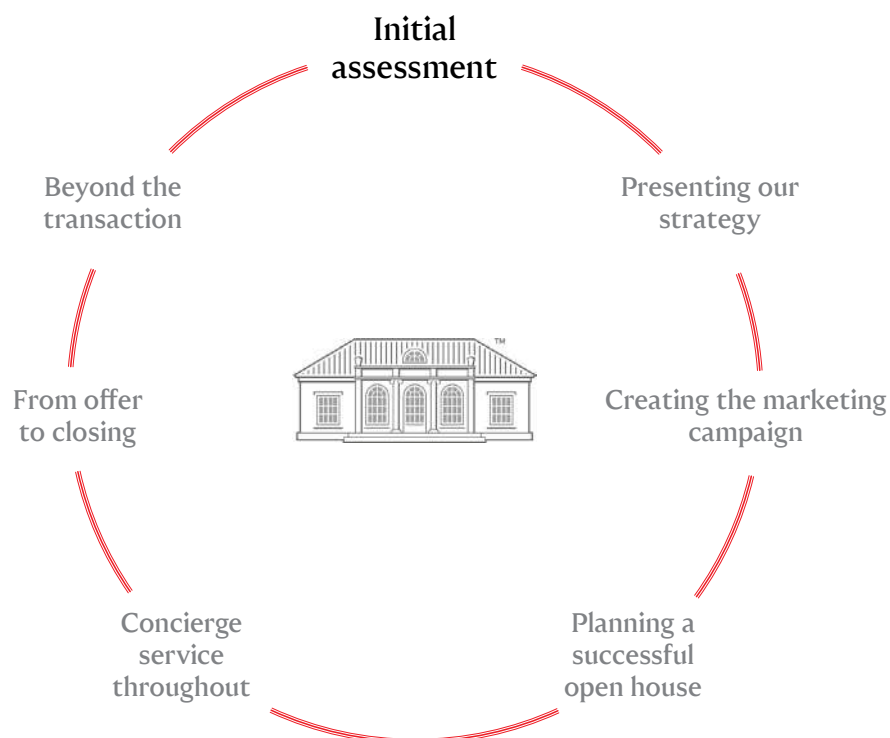 Initial
assessment
Presenting our
strategy
Creating the marketing
campaign
Planning a
successful
open house
Concierge
service
throughout
From offer
to closing
Beyond the
transaction
TM